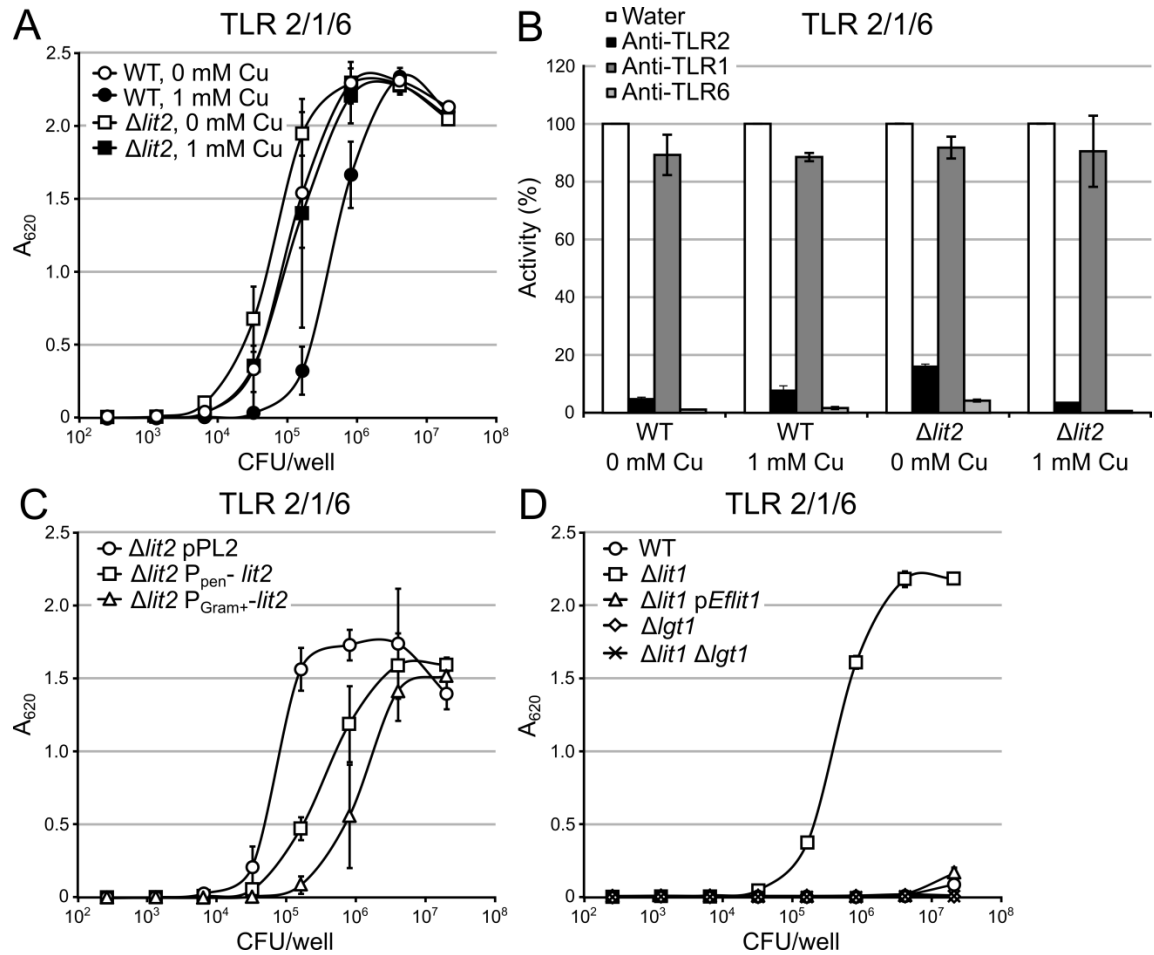 A
TLR 2/1/6
WT, 0 mM Cu
WT, 1 mM Cu
Δlit2, 0 mM Cu
Δlit2, 1 mM Cu
2.5
2.0
1.5
1.0
0.5
0
A620
10² 10³ 10⁴ 10⁵ 10⁶ 10⁷ 10⁸
CFU/well
B
TLR 2/1/6
Water
Anti-TLR2
Anti-TLR1
Anti-TLR6
120
100
80
60
40
20
0
Activity (%)
WT WT Δlit2 Δlit2
0 mM Cu 1 mM Cu 0 mM Cu 1 mM Cu
C
TLR 2/1/6
Δlit2 pPL2
Δlit2 Ppen- lit2
Δlit2 PGram+-lit2
2.5
2.0
1.5
1.0
0.5
0
A620
10² 10³ 10⁴ 10⁵ 10⁶ 10⁷ 10⁸
CFU/well
D
TLR 2/1/6
WT
Δlit1
Δlit1 pEflit1
Δlgt1
Δlit1 Δlgt1
2.5
2.0
1.5
1.0
0.5
0
A620
10² 10³ 10⁴ 10⁵ 10⁶ 10⁷ 10⁸
CFU/well